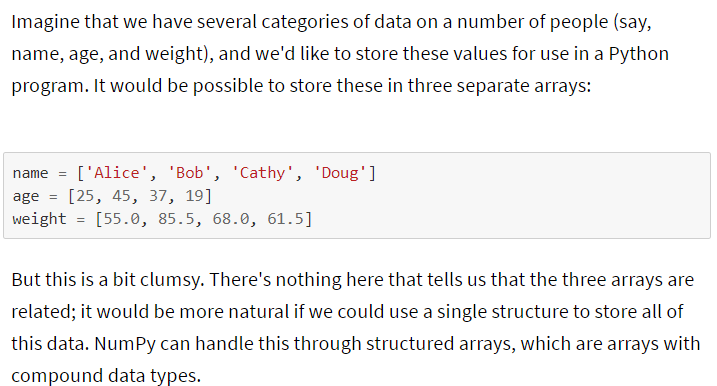 Imagine that we have several categories of data on a number of people (say,
name, age, and weight), and we'd like to store these values for use in a Python
program. It would be possible to store these in three separate arrays:
name = ['Alice', 'Bob', 'Cathy', 'Doug']
age = [25, 45, 37, 19]
weight = [55.0, 85.5, 68.0, 61.5]
But this is a bit clumsy. There's nothing here that tells us that the three arrays are
related; it would be more natural if we could use a single structure to store all of
this data. NumPy can handle this through structured arrays, which are arrays with
compound data types.